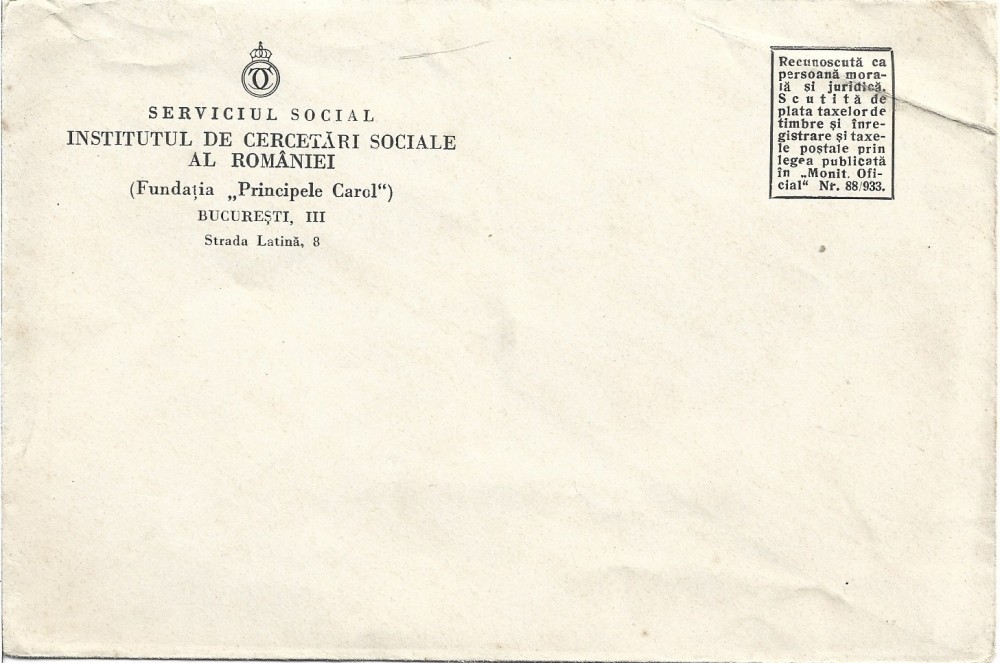 SERVICIUL SOCIAL
INSTITUTUL DE CERCETĂRI SOCIALE
AL ROMÂNIEI
(Fundația „Principele Carol“)
BUCUREȘTI, III
Strada Latină, 8
Recunoscută ca
persoană mora-
lă si juridică.
Scutită de
plata taxelor de
timbre și înre-
gistrare și taxe-
le poștale prin
legea publicată
în „Monit. Ofi-
cial“ Nr. 88/933.